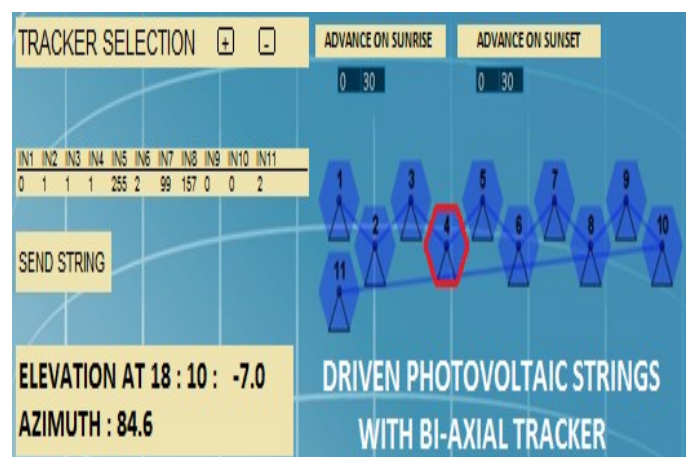 TRACKER SELECTION + -
ADVANCE ON SUNRISE
ADVANCE ON SUNSET
0 30
0 30
IN1 IN2 IN3 IN4 IN5 IN6 IN7 IN8 IN9 IN10 IN11
0 1 1 1 255 2 99 157 0 0 2
SEND STRING
1 3 5 7 9
2 4 6 8 10
11
ELEVATION AT 18 : 10 : -7.0
AZIMUTH : 84.6
DRIVEN PHOTOVOLTAIC STRINGS
WITH BI-AXIAL TRACKER